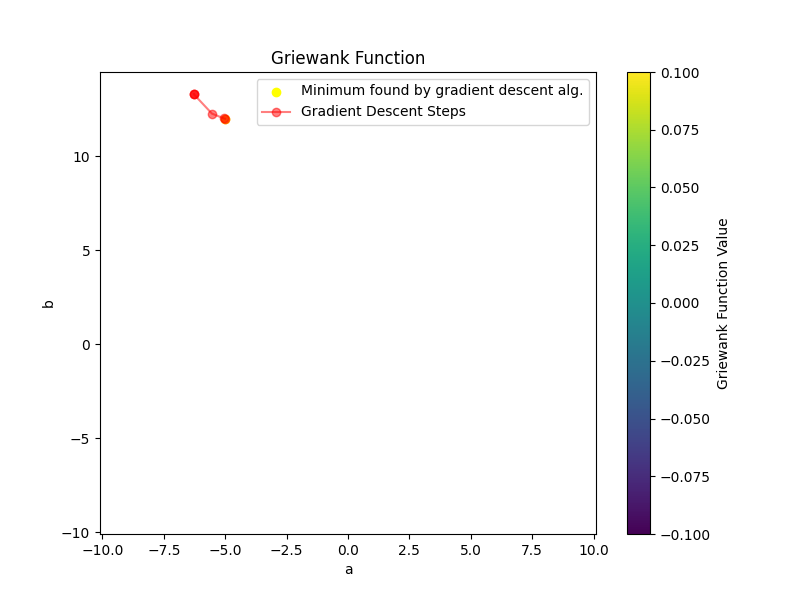 Griewank Function
Minimum found by gradient descent alg.
Gradient Descent Steps
10
5
0
−5
−10
b
−10.0 −7.5 −5.0 −2.5 0.0 2.5 5.0 7.5 10.0
a
0.100
0.075
0.050
0.025
0.000
−0.025
−0.050
−0.075
−0.100
Griewank Function Value